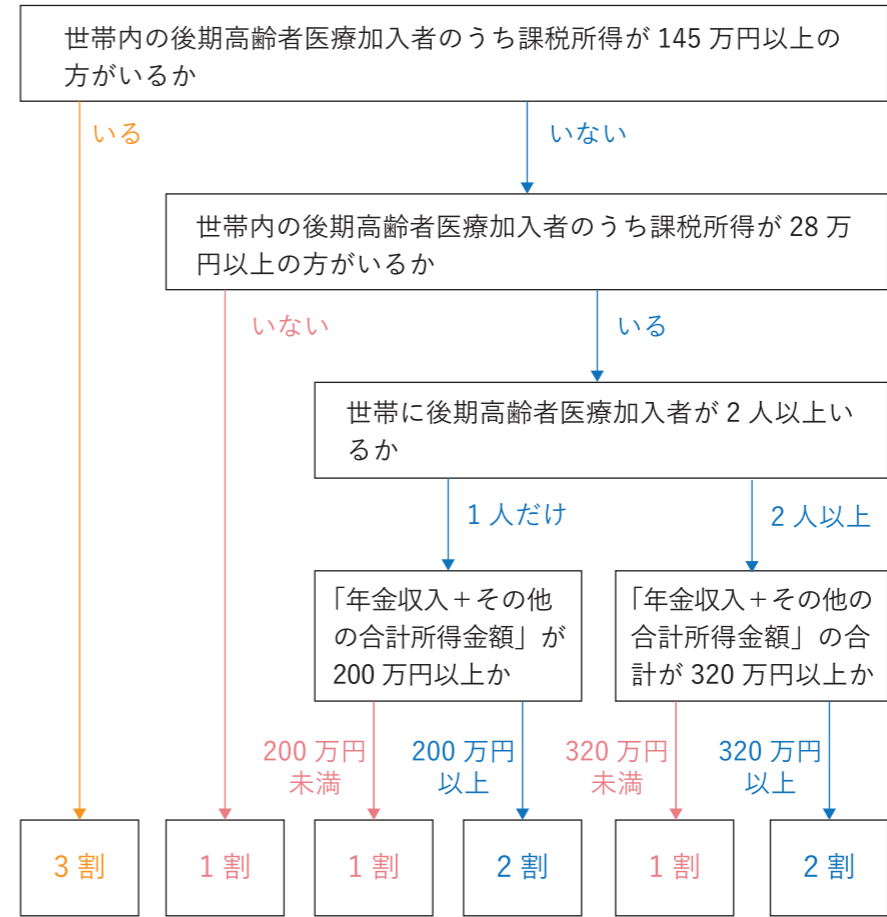 世帯内の後期高齢者医療加入者のうち課税所得が 145 万円以上の
方がいるか
いる
いない
世帯内の後期高齢者医療加入者のうち課税所得が 28 万
円以上の方がいるか
いない
いる
世帯に後期高齢者医療加入者が 2 人以上い
るか
1 人だけ
2 人以上
「年金収入＋その他
の合計所得金額」が
200 万円以上か
「年金収入＋その他の
合計所得金額」の合
計が 320 万円以上か
200 万円
未満
200 万円
以上
320 万円
未満
320 万円
以上
3 割
1 割
1 割
2 割
1 割
2 割